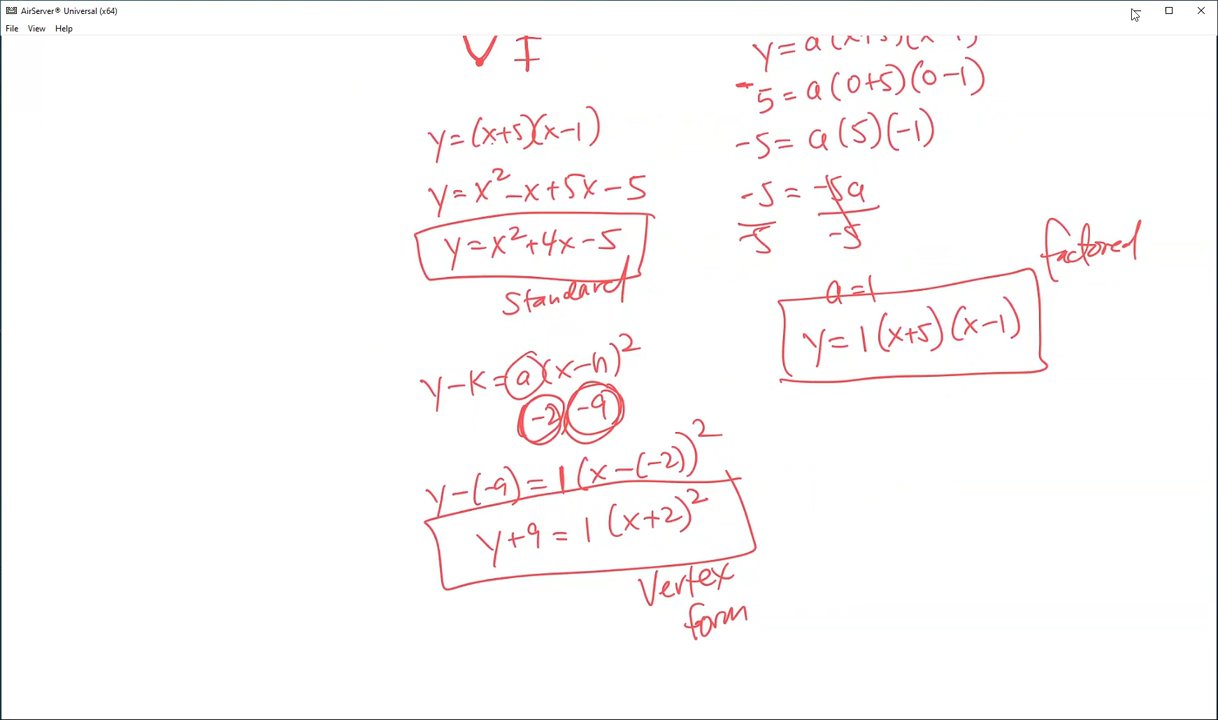 AirServer® Universal (x64)
File View Help
VI
y=(x+5)(x-1)
y=x²-x+5x-5
y=x²+4x-5
Standard
y-k=a(x-h)²
-2 -9
y-(-9)=1(x-(-2))²
y+9=1(x+2)²
Vertex
form
-5=a(0+5)(0-1)
-5=a(5)(-1)
-5=-5a
-5 -5
a=1
y=1(x+5)(x-1)
factored